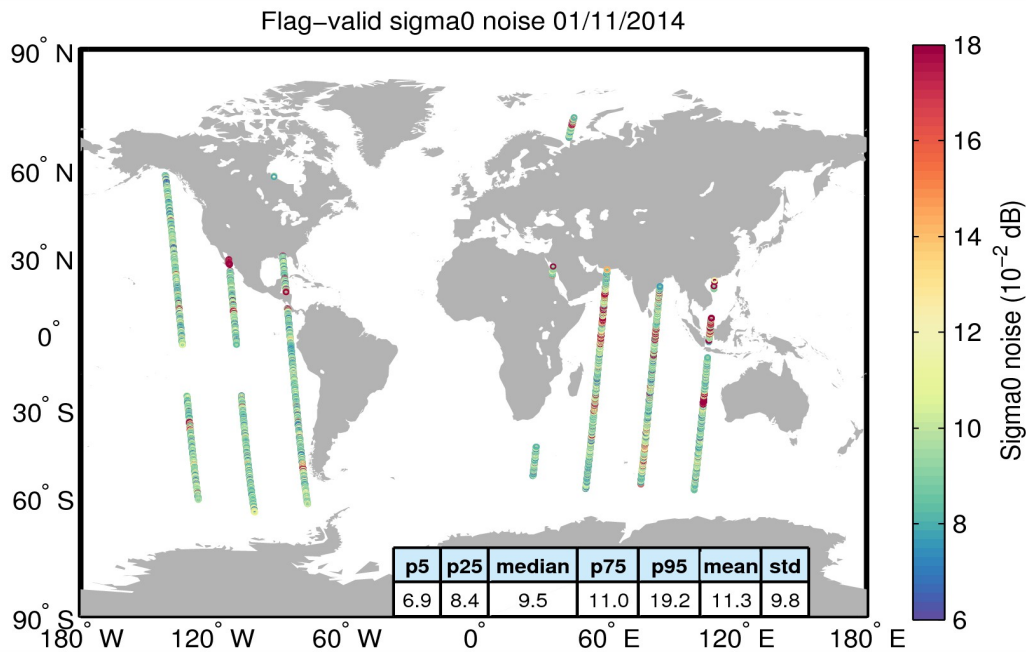 Flag−valid sigma0 noise 01/11/2014
90° N
60° N
30° N
0°
30° S
60° S
90° S
180° W 120° W 60° W 0° 60° E 120° E 180° E
p5 p25 median p75 p95 mean std
6.9 8.4 9.5 11.0 19.2 11.3 9.8
18
16
14
12
10
8
6
Sigma0 noise (10⁻² dB)